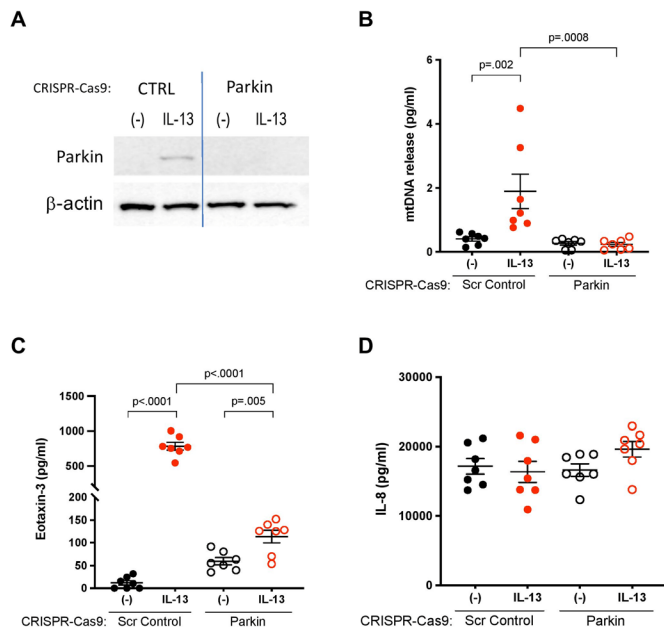 A
CRISPR-Cas9: CTRL Parkin
(-) IL-13 (-) IL-13
Parkin
β-actin
B
p=.0008
p=.002
mtDNA release (pg/ml)
6
4
2
0
(-) IL-13 (-) IL-13
CRISPR-Cas9: Scr Control Parkin
C
p<.0001
p<.0001 p=.005
Eotaxin-3 (pg/ml)
1500
1000
500
200
150
100
50
0
(-) IL-13 (-) IL-13
CRISPR-Cas9: Scr Control Parkin
D
IL-8 (pg/ml)
30000
20000
10000
0
(-) IL-13 (-) IL-13
CRISPR-Cas9: Scr Control Parkin